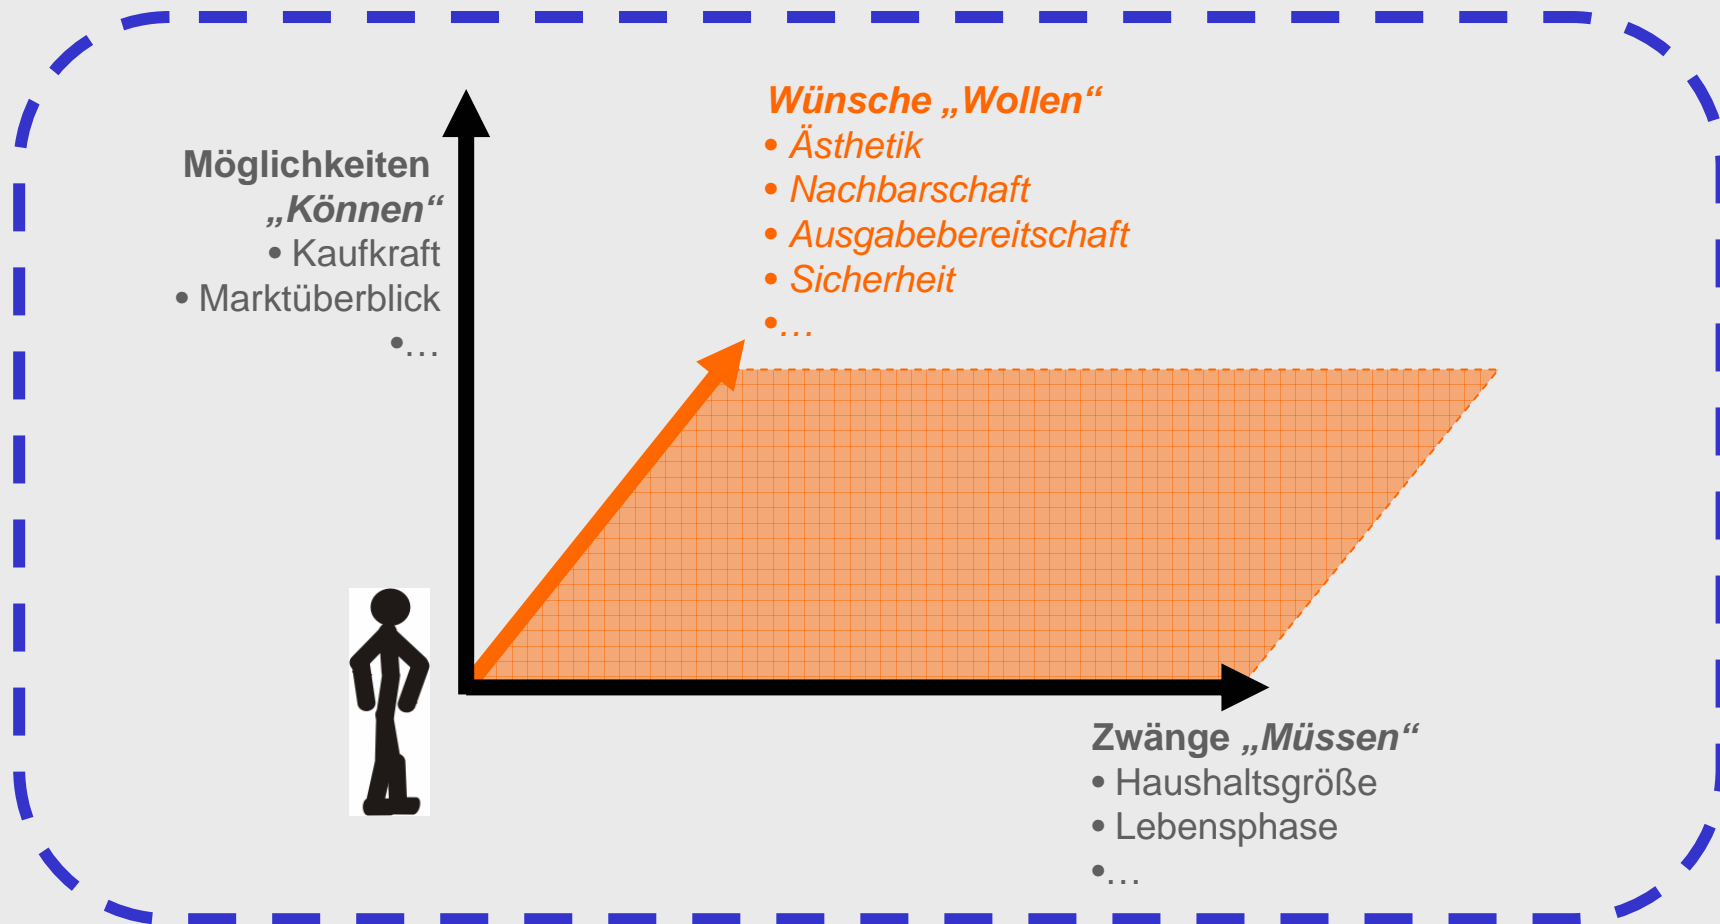 Möglichkeiten
„Können“
• Kaufkraft
• Marktüberblick
•…
Wünsche „Wollen“
• Ästhetik
• Nachbarschaft
• Ausgabebereitschaft
• Sicherheit
•…
Zwänge „Müssen“
• Haushaltsgröße
• Lebensphase
•…